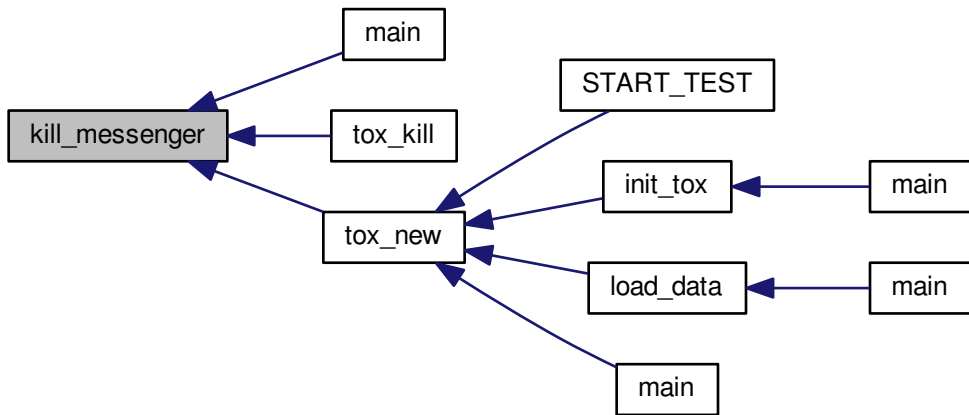 main
START_TEST
kill_messenger
tox_kill
init_tox
main
tox_new
load_data
main
main